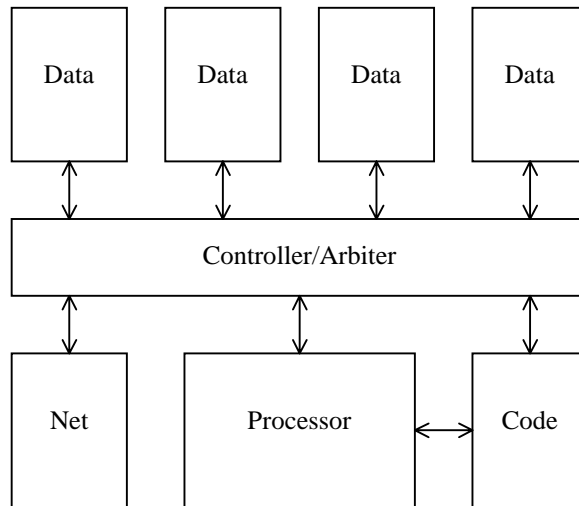 Data Data Data Data
Controller/Arbiter
Net Processor Code